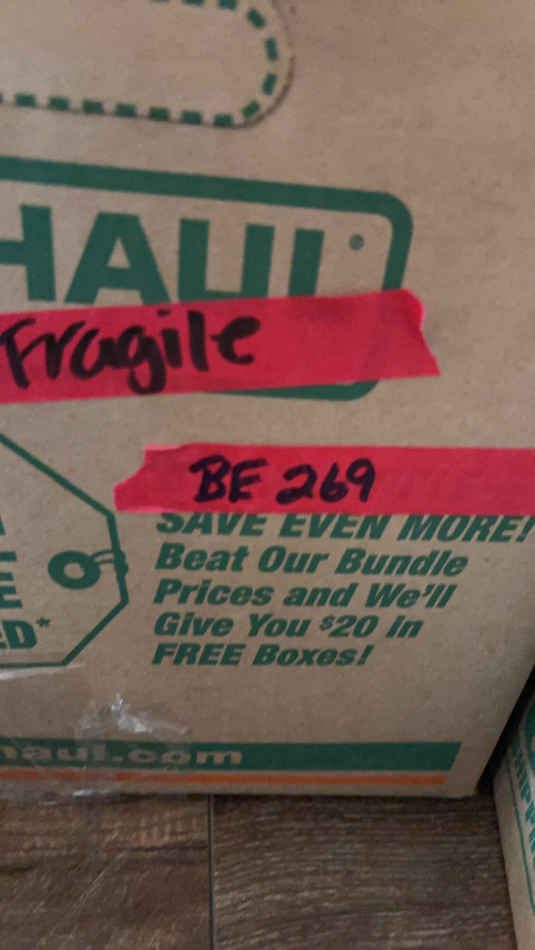 HAUL
Fragile
BE 269
SAVE EVEN MORE!
Beat Our Bundle
Prices and We'll
Give You $20 in
FREE Boxes!
E
D*
haul.com